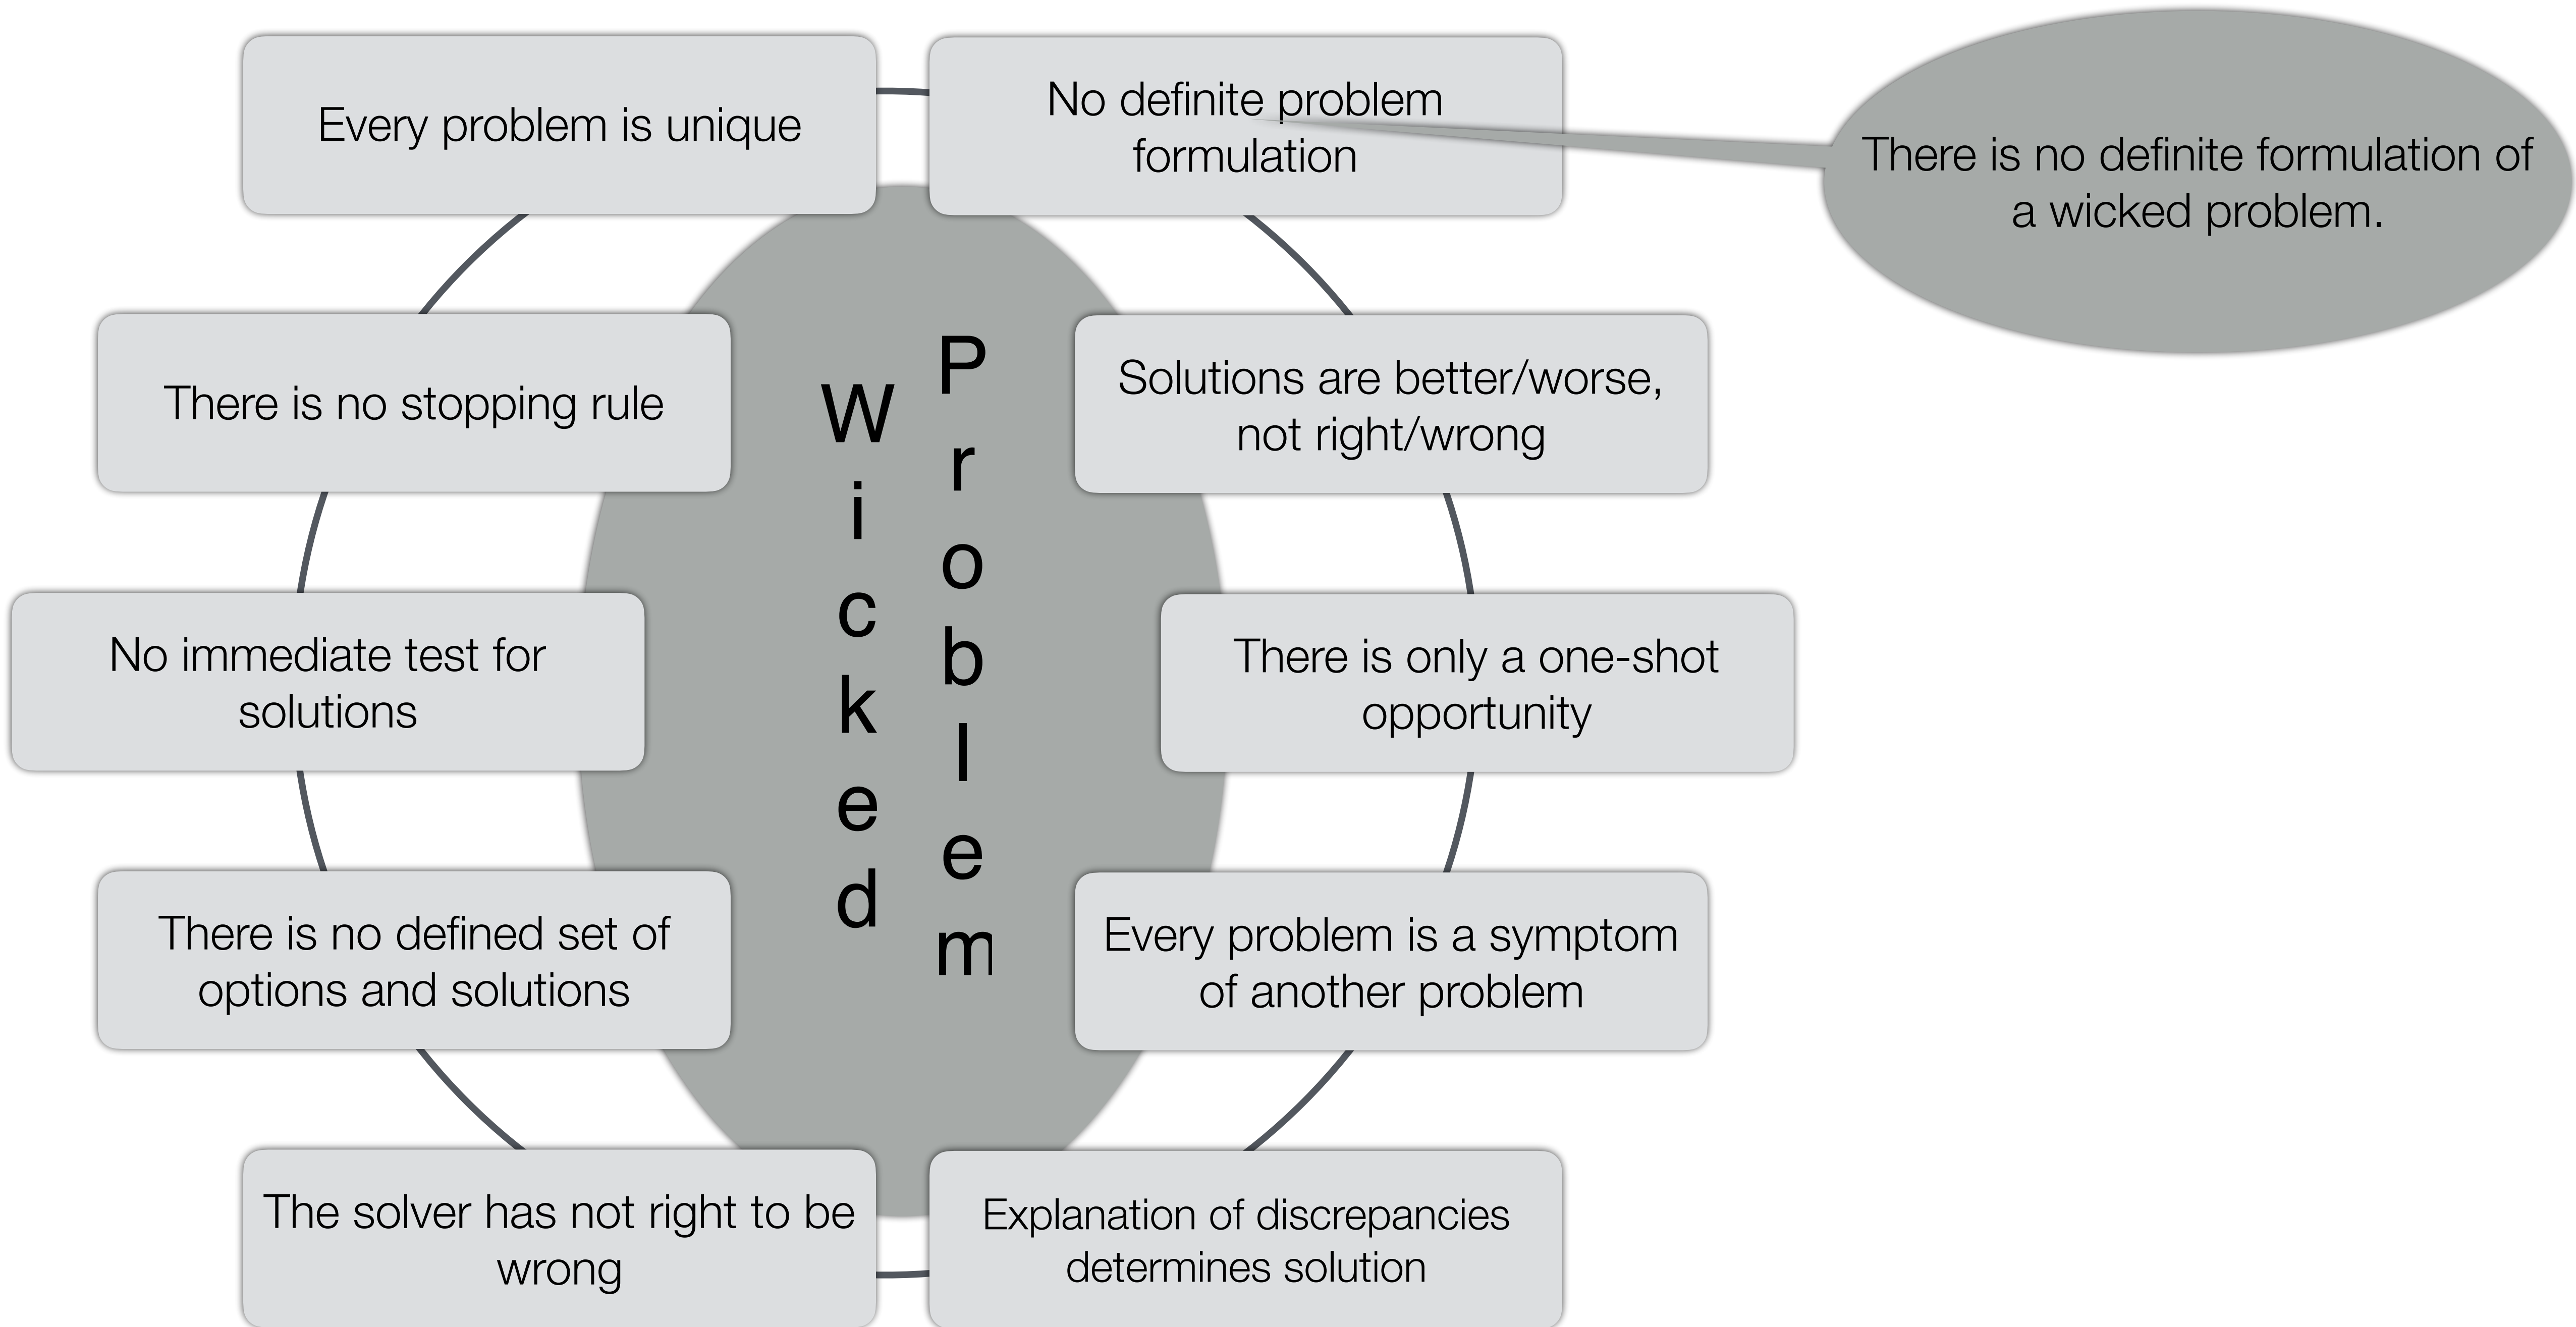 Every problem is unique
No definite problem
formulation
There is no definite formulation of
a wicked problem.
There is no stopping rule
Solutions are better/worse,
not right/wrong
Wicked
Problem
No immediate test for
solutions
There is only a one-shot
opportunity
There is no defined set of
options and solutions
Every problem is a symptom
of another problem
The solver has not right to be
wrong
Explanation of discrepancies
determines solution